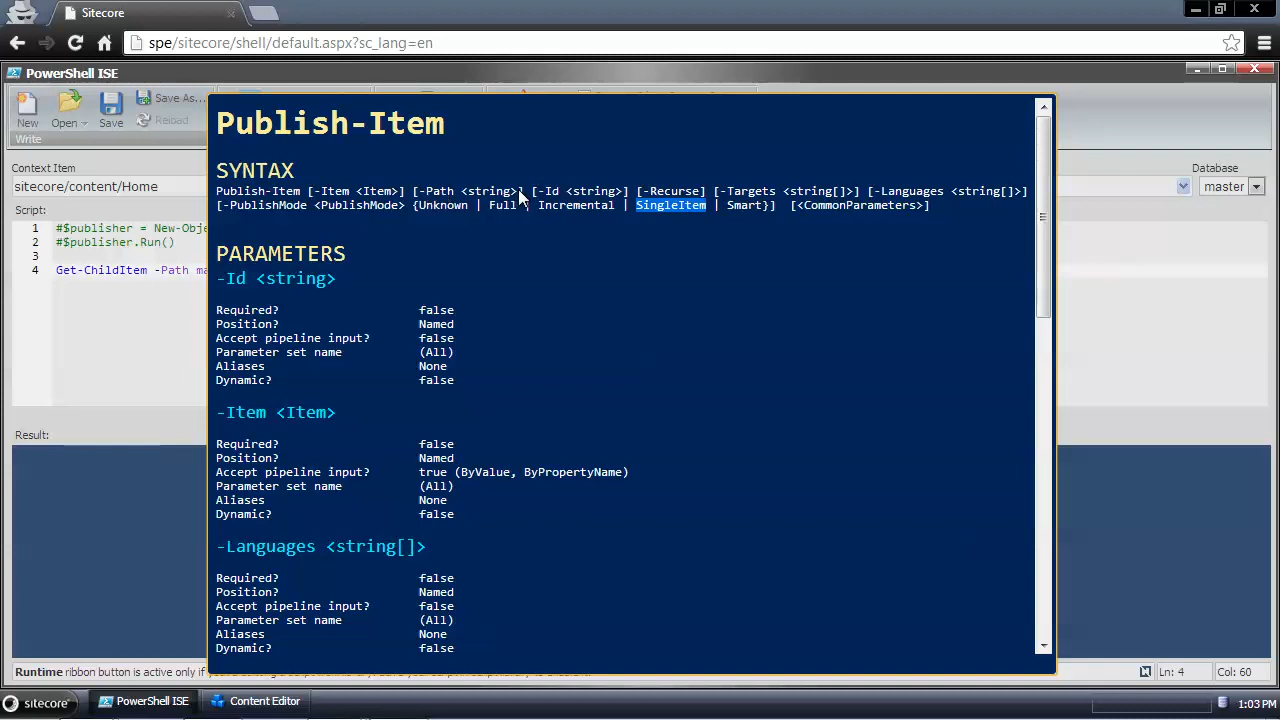 Sitecore
spe/sitecore/shell/default.aspx?sc_lang=en
PowerShell ISE
New
Open
Save
Save As...
Reload
Write
Context Item
sitecore/content/Home
Database
master
Script:
1 #$publisher = New-Obje
2 #$publisher.Run()
3
4 Get-ChildItem -Path ma
Publish-Item
SYNTAX
Publish-Item [-Item <Item>] [-Path <string>] [-Id <string>] [-Recurse] [-Targets <string[]>] [-Languages <string[]>]
[-PublishMode <PublishMode> {Unknown | Full | Incremental | SingleItem | Smart}] [<CommonParameters>]
PARAMETERS
-Id <string>
Required? false
Position? Named
Accept pipeline input? false
Parameter set name (All)
Aliases None
Dynamic? false
-Item <Item>
Required? false
Position? Named
Accept pipeline input? true (ByValue, ByPropertyName)
Parameter set name (All)
Aliases None
Dynamic? false
-Languages <string[]>
Required? false
Position? Named
Accept pipeline input? false
Parameter set name (All)
Aliases None
Dynamic? false
Result:
Runtime ribbon button is active only if
Ln: 4
Col: 60
sitecore
PowerShell ISE
Content Editor
1:03 PM